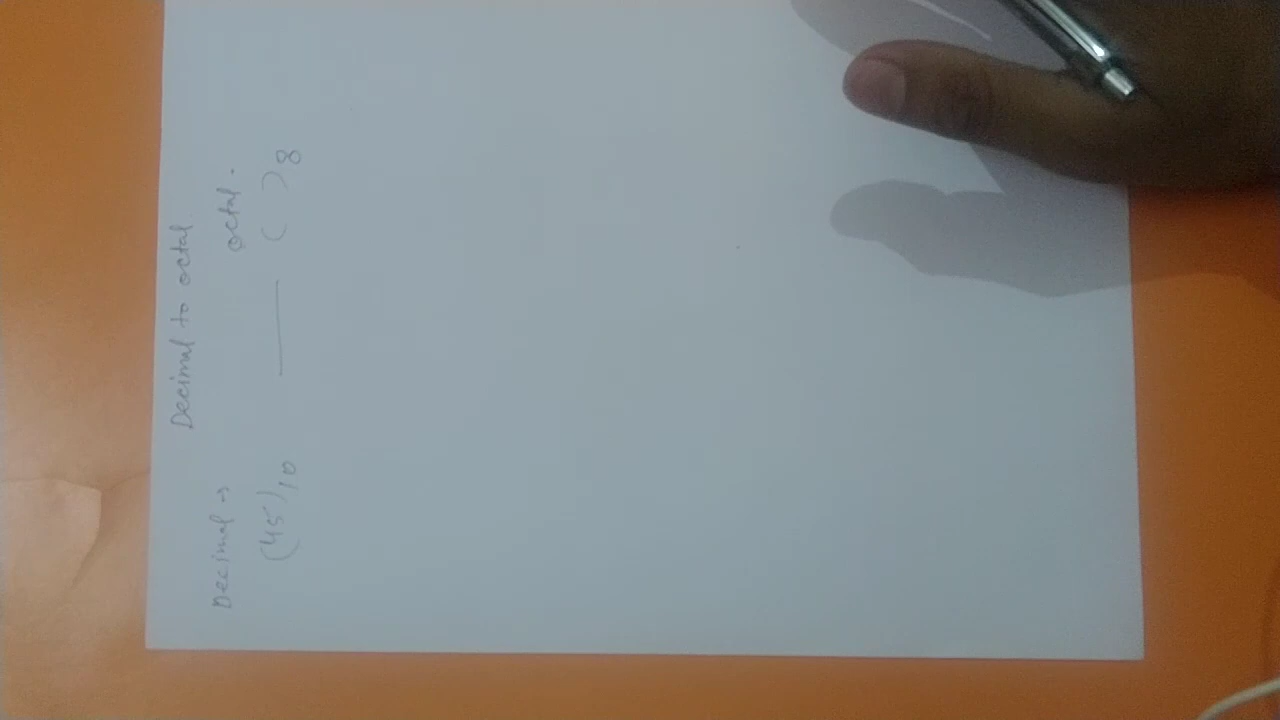 Decimal to octal
Decimal → octal.
(45)10 —— ( )8